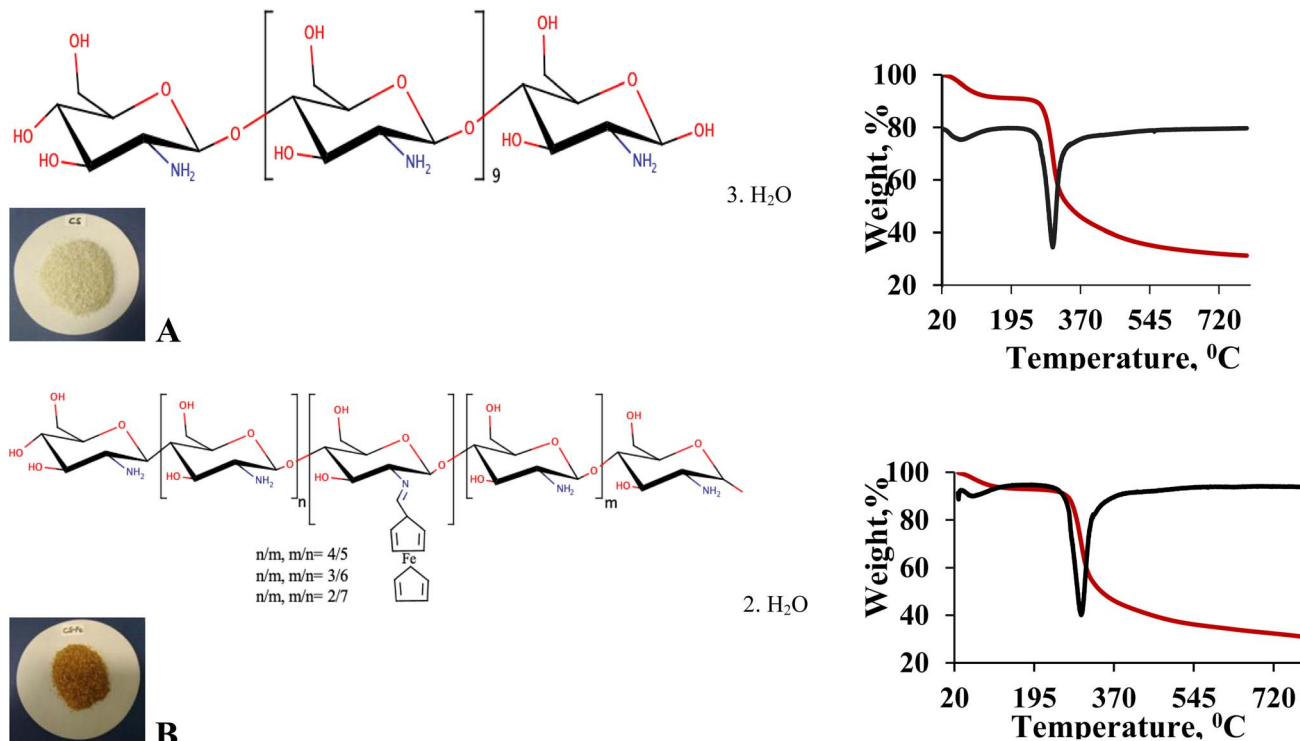 OH
OH
OH
O
O
O
HO
HO
NH2
O
HO
NH2
O
HO
NH2
OH
9
3. H2O
CS
A
Weight, %
100
80
60
40
20
20 195 370 545 720
Temperature, 0C
OH
OH
OH
OH
OH
O
O
O
O
O
HO
HO
NH2
HO
NH2
O
HO
N
O
HO
NH2
O
HO
NH2
n
m
Fe
n/m, m/n= 4/5
n/m, m/n= 3/6
n/m, m/n= 2/7
2. H2O
CS-Fc
B
Weight,%
100
80
60
40
20
20 195 370 545 720
Temperature, 0C